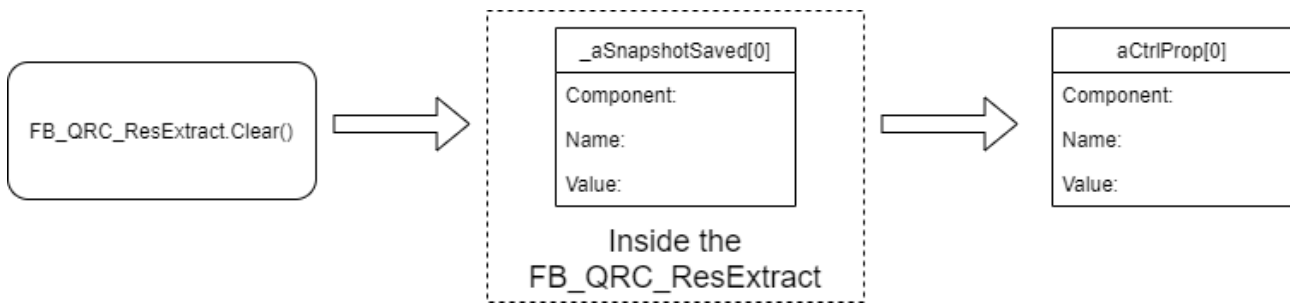 FB_QRC_ResExtract.Clear()
_aSnapshotSaved[0]
Component:
Name:
Value:
Inside the
FB_QRC_ResExtract
aCtrlProp[0]
Component:
Name:
Value: